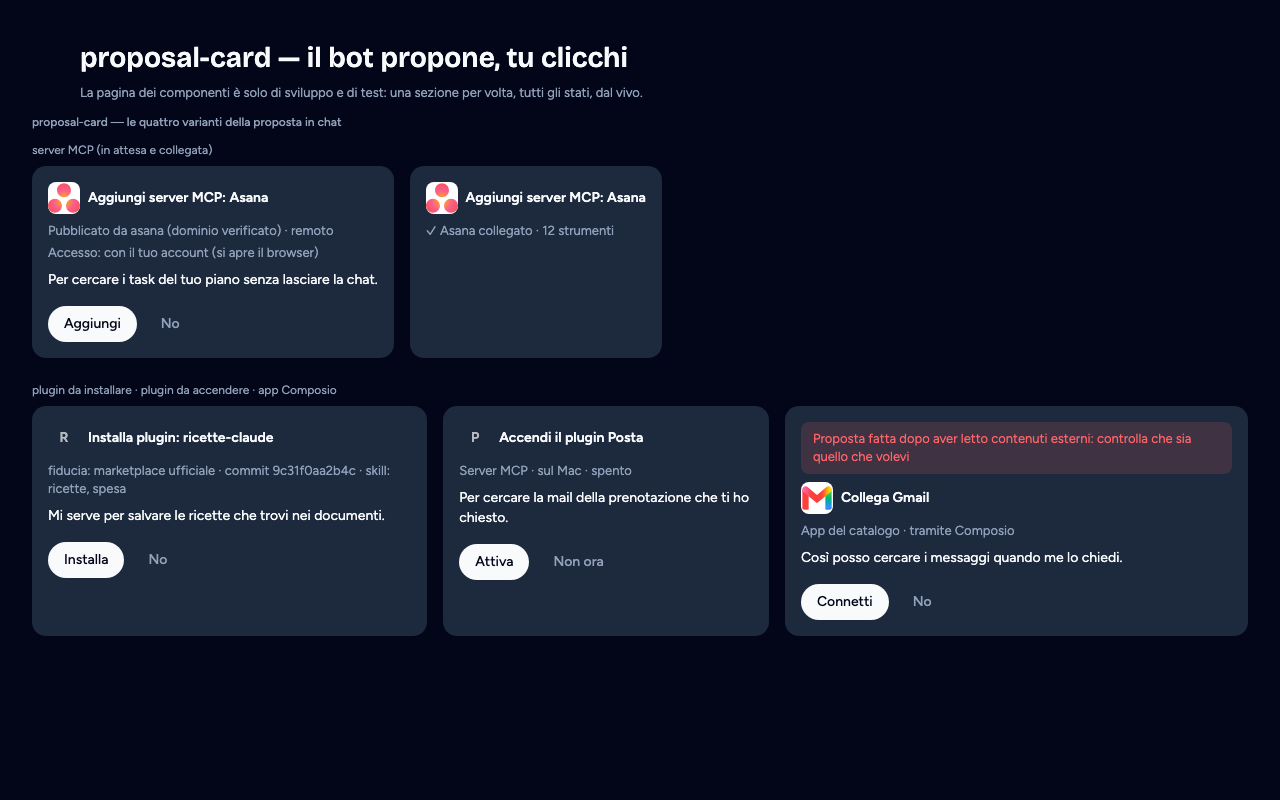 proposal-card — il bot propone, tu clicchi
La pagina dei componenti è solo di sviluppo e di test: una sezione per volta, tutti gli stati, dal vivo.
proposal-card — le quattro varianti della proposta in chat
server MCP (in attesa e collegata)
Aggiungi server MCP: Asana
Pubblicato da asana (dominio verificato) · remoto
Accesso: con il tuo account (si apre il browser)
Per cercare i task del tuo piano senza lasciare la chat.
Aggiungi No
Aggiungi server MCP: Asana
✓ Asana collegato · 12 strumenti
plugin da installare · plugin da accendere · app Composio
R Installa plugin: ricette-claude
fiducia: marketplace ufficiale · commit 9c31f0aa2b4c · skill:
ricette, spesa
Mi serve per salvare le ricette che trovi nei documenti.
Installa No
P Accendi il plugin Posta
Server MCP · sul Mac · spento
Per cercare la mail della prenotazione che ti ho
chiesto.
Attiva Non ora
Proposta fatta dopo aver letto contenuti esterni: controlla che sia
quello che volevi
Collega Gmail
App del catalogo · tramite Composio
Così posso cercare i messaggi quando me lo chiedi.
Connetti No